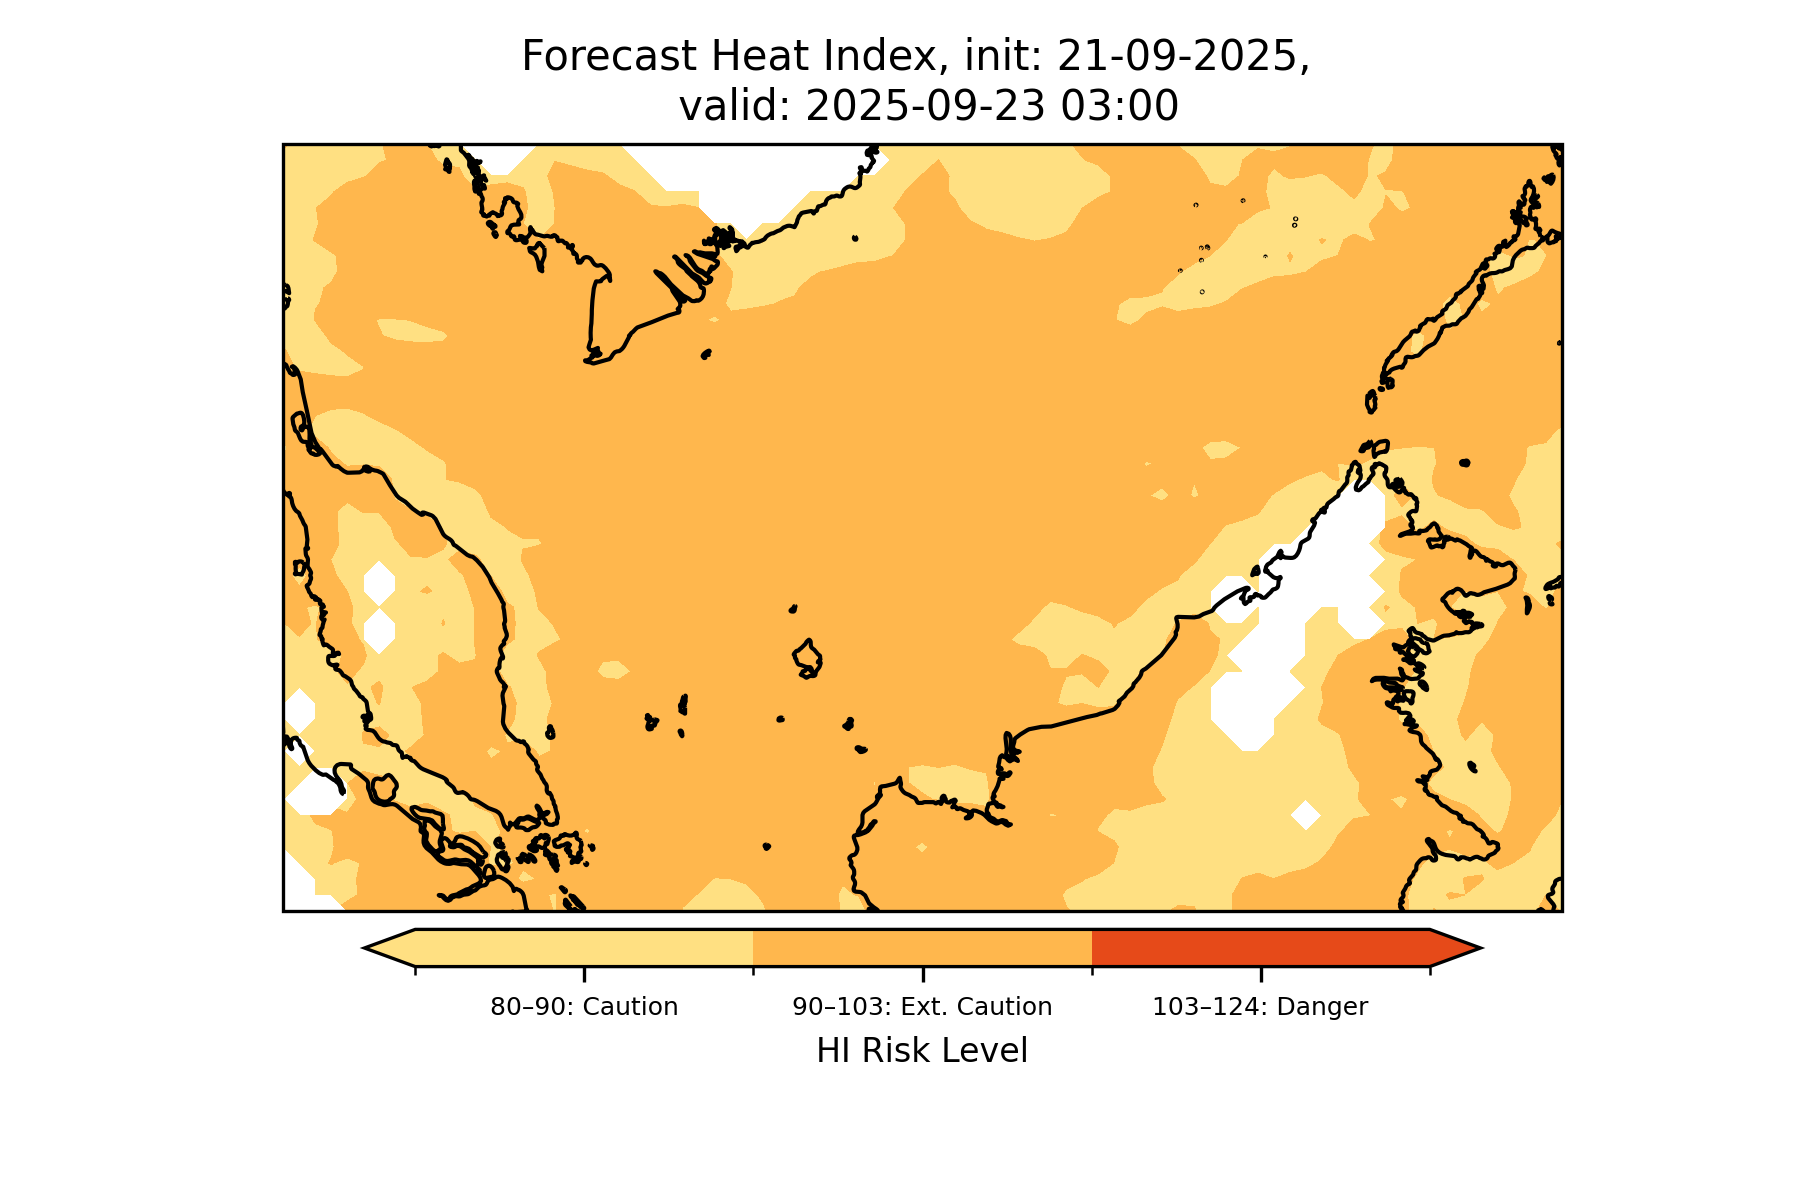 Forecast Heat Index, init: 21-09-2025,
valid: 2025-09-23 03:00
80–90: Caution
90–103: Ext. Caution
103–124: Danger
HI Risk Level